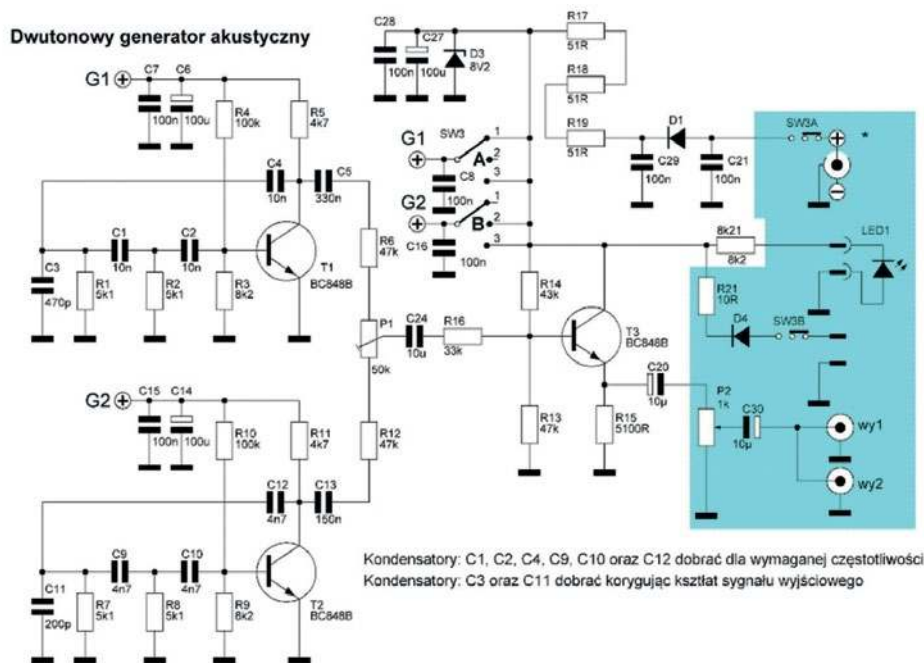 Dwutonowy generator akustyczny
G1
C7
C6
100n
100u
R4
100k
R5
4k7
C4
10n
C5
330n
C1
10n
C2
10n
C3
470p
R1
5k1
R2
5k1
R3
8k2
T1
BC848B
R6
47k
P1
50k
C24
10u
R16
33k
G2
C15
C14
100n
100u
R10
100k
R11
4k7
R12
47k
C12
4n7
C13
150n
C9
4n7
C10
4n7
C11
200p
R7
5k1
R8
5k1
R9
8k2
T2
BC848B
C28
C27
100n
100u
D3
8V2
R17
51R
R18
51R
R19
51R
G1
SW3
1
A
2
3
C8
100n
G2
1
B
2
3
C16
100n
D1
C29
100n
C21
100n
SW3A
*
8k21
8k2
LED1
R21
10R
D4
SW3B
R14
43k
T3
BC848B
R13
47k
R15
5100R
C20
10µ
P2
1k
C30
10µ
wy1
wy2
Kondensatory: C1, C2, C4, C9, C10 oraz C12 dobrać dla wymaganej częstotliwości
Kondensatory: C3 oraz C11 dobrać korygując kształt sygnału wyjściowego